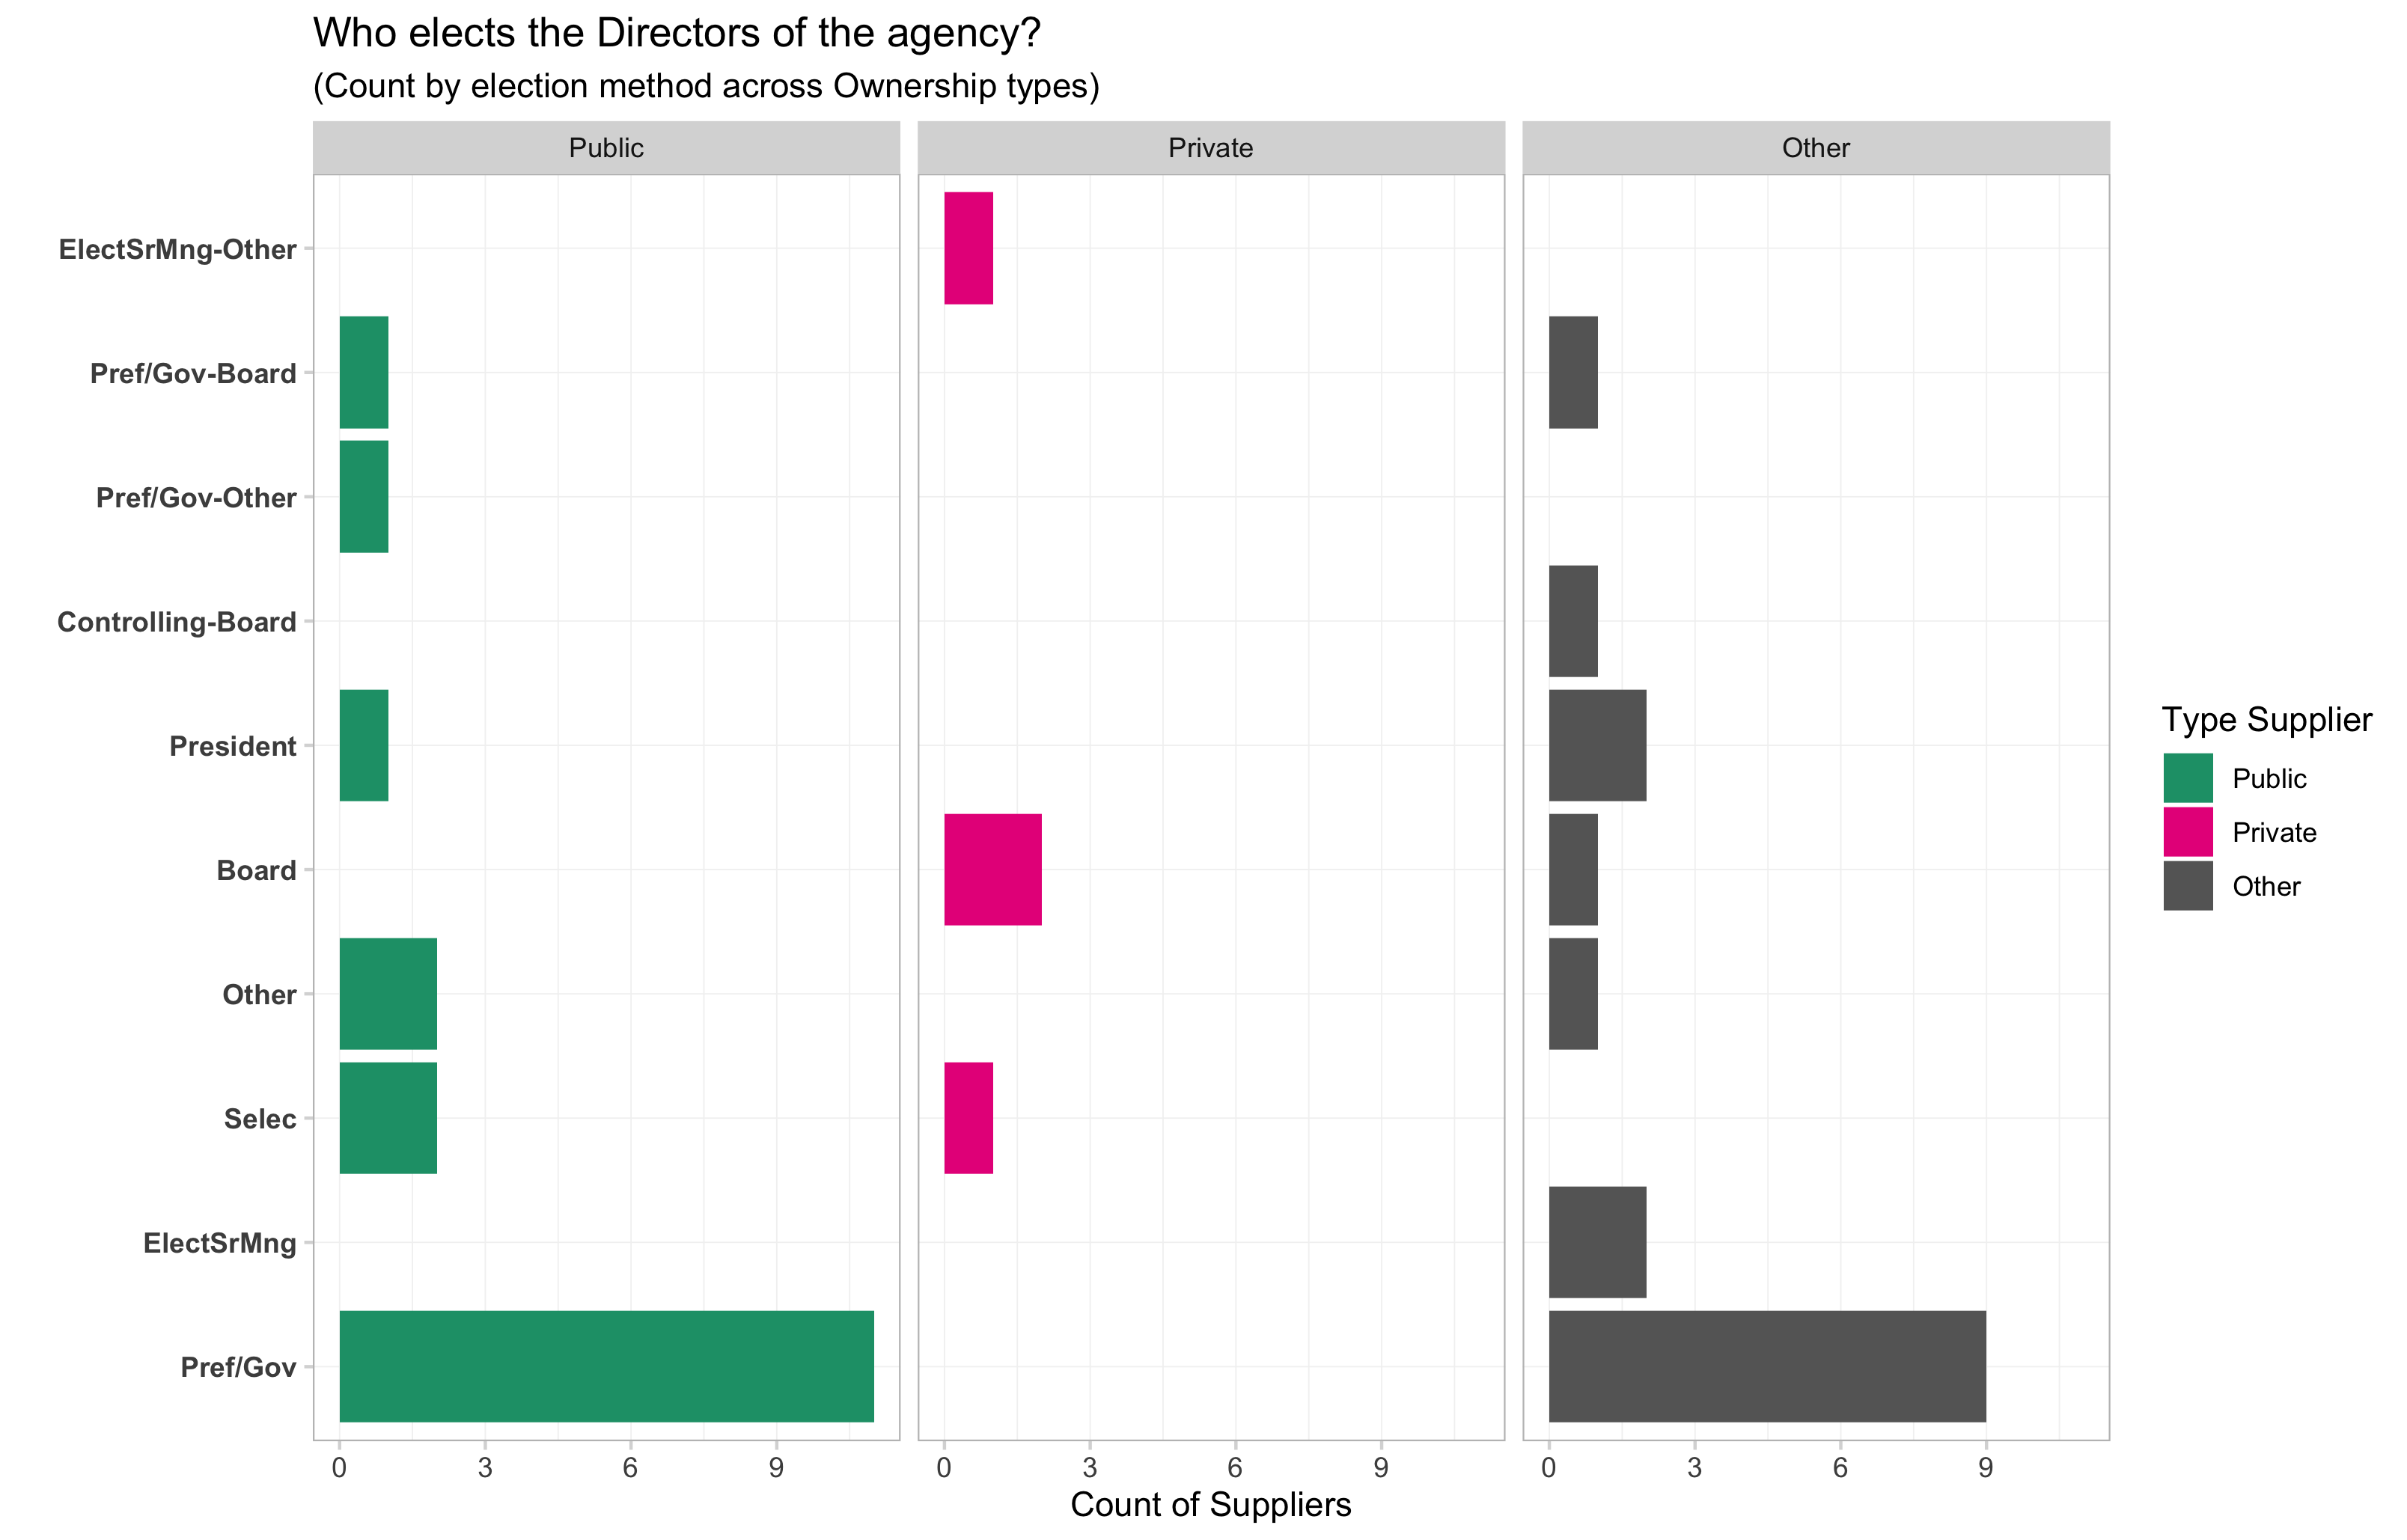 Who elects the Directors of the agency?
(Count by election method across Ownership types)
Public Private Other
ElectSrMng-Other
Pref/Gov-Board
Pref/Gov-Other
Controlling-Board
President
Board
Other
Selec
ElectSrMng
Pref/Gov
0 3 6 9 0 3 6 9 0 3 6 9
Count of Suppliers
Type Supplier
Public
Private
Other